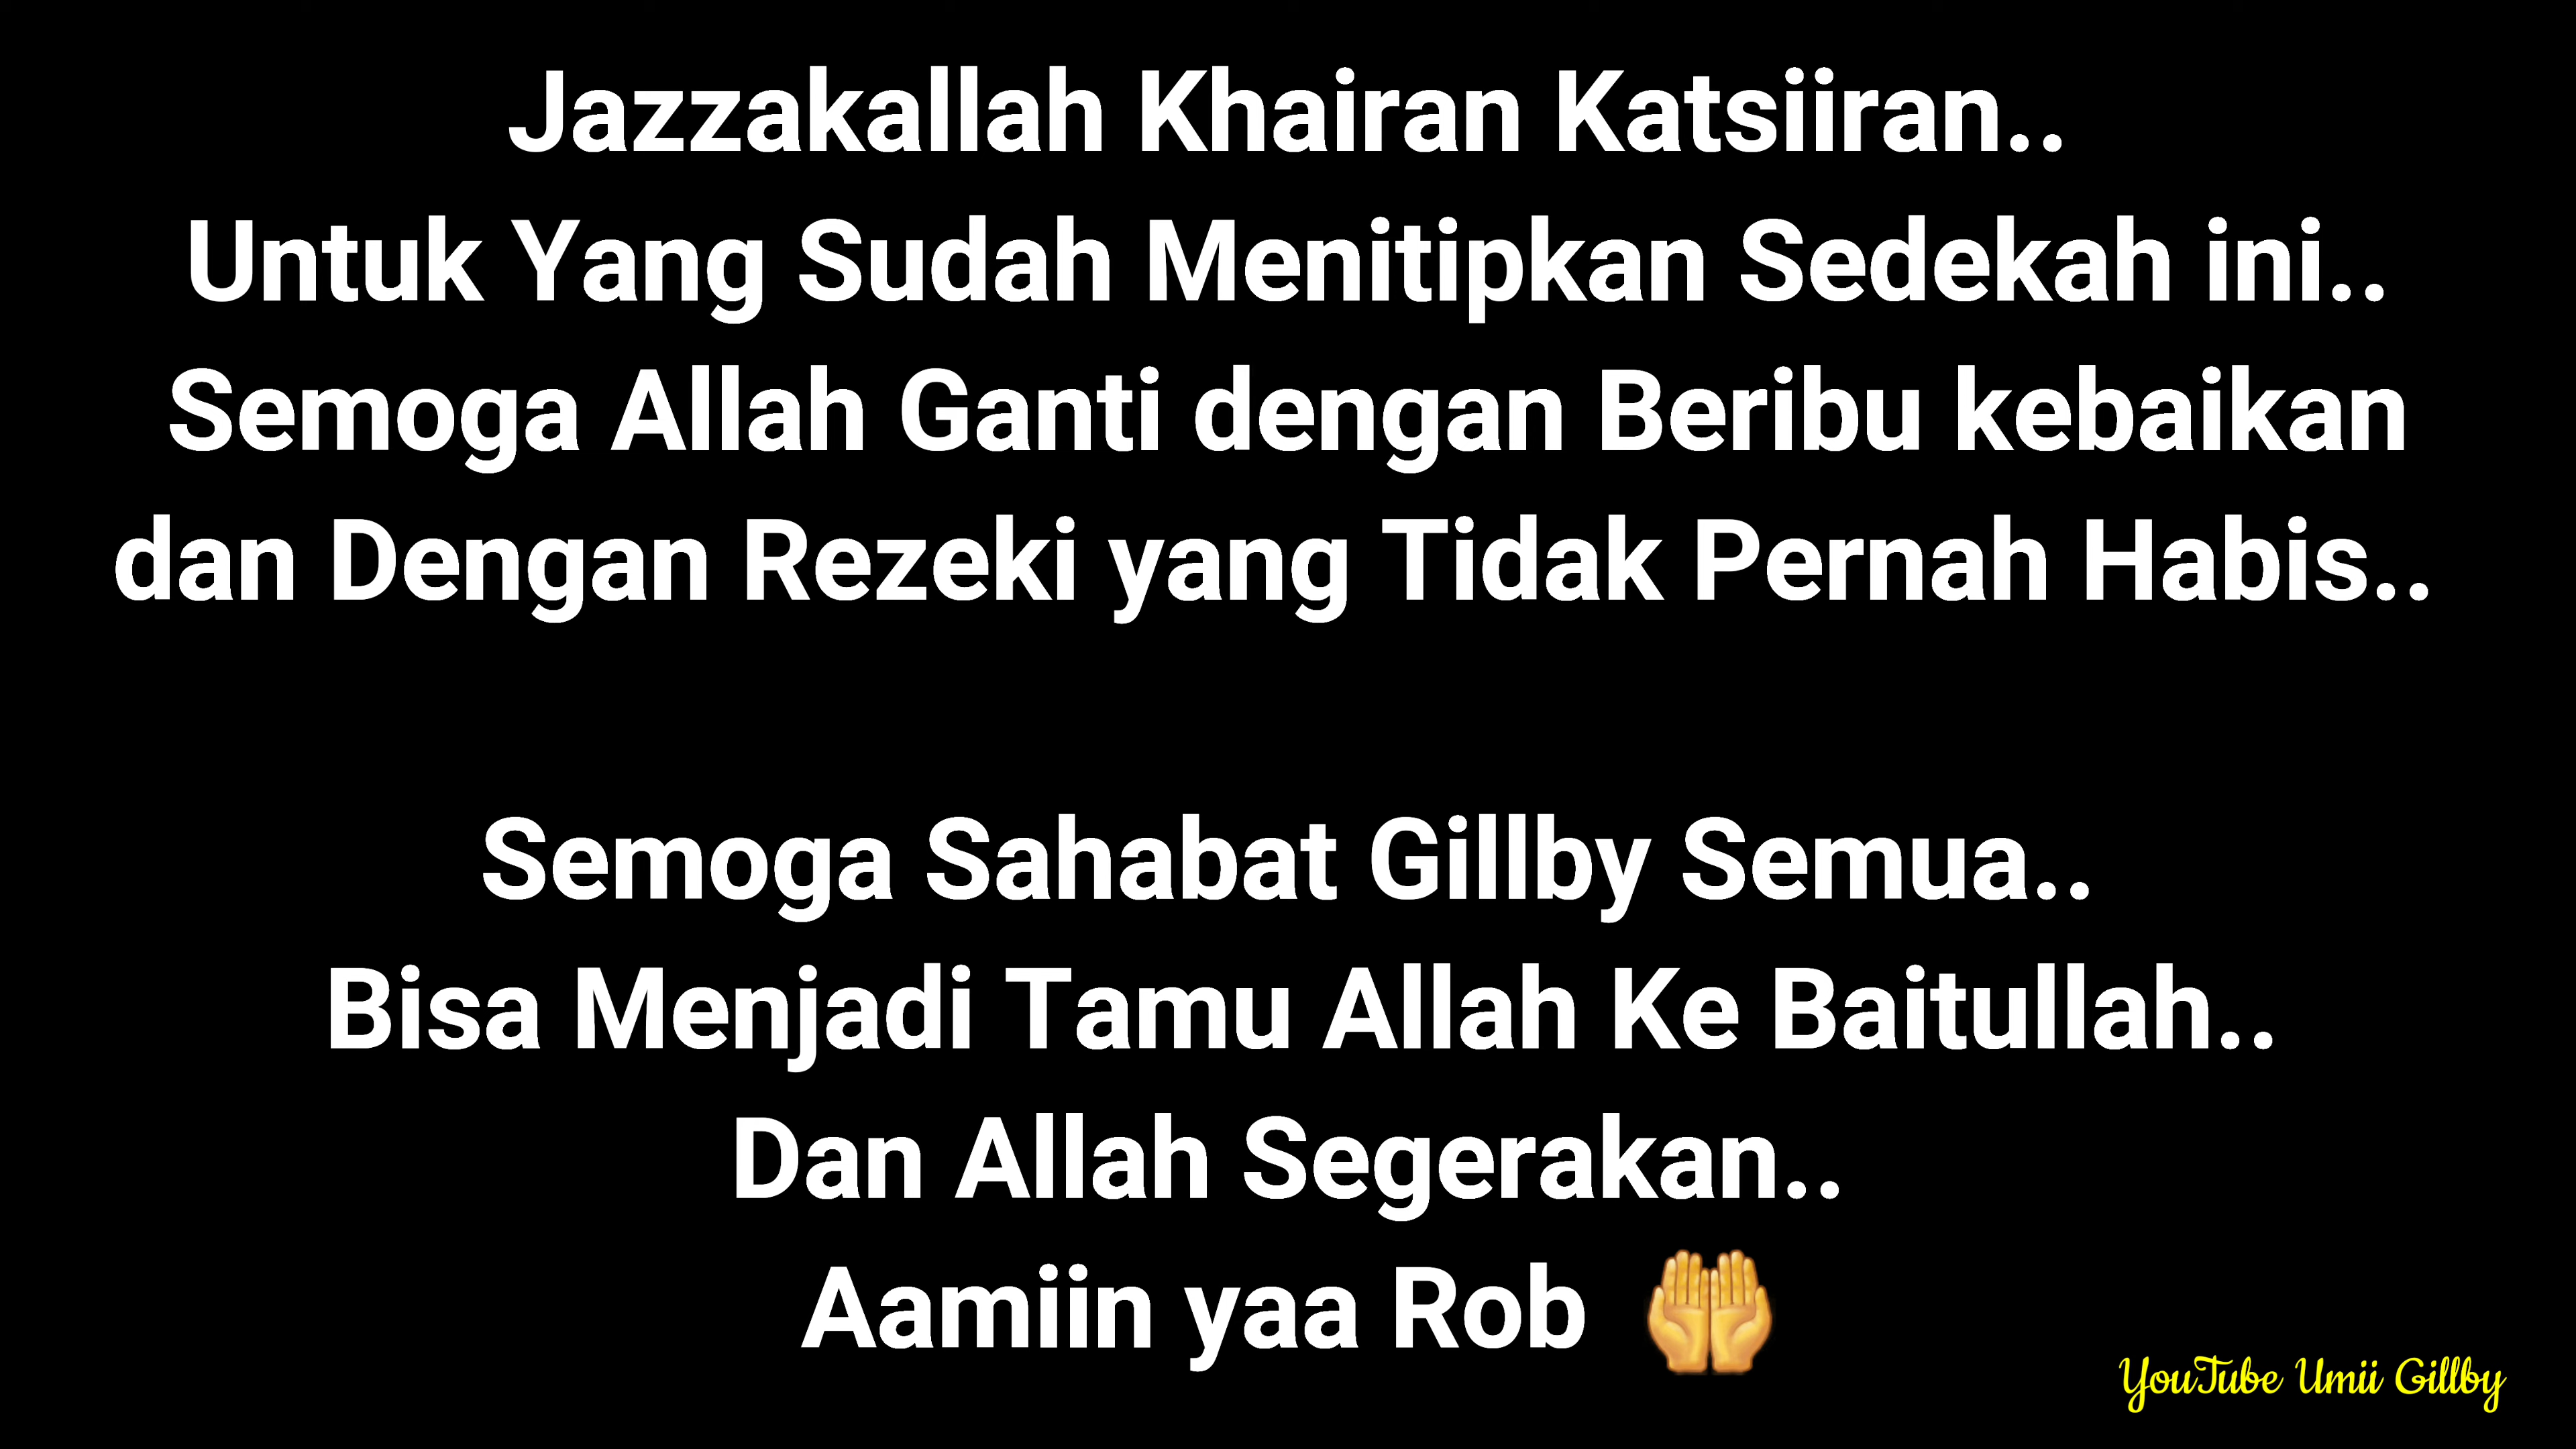 Jazzakallah Khairan Katsiiran..
Untuk Yang Sudah Menitipkan Sedekah ini..
Semoga Allah Ganti dengan Beribu kebaikan
dan Dengan Rezeki yang Tidak Pernah Habis..
Semoga Sahabat Gillby Semua..
Bisa Menjadi Tamu Allah Ke Baitullah..
Dan Allah Segerakan..
Aamiin yaa Rob 🤲
YouTube Umii Gillby